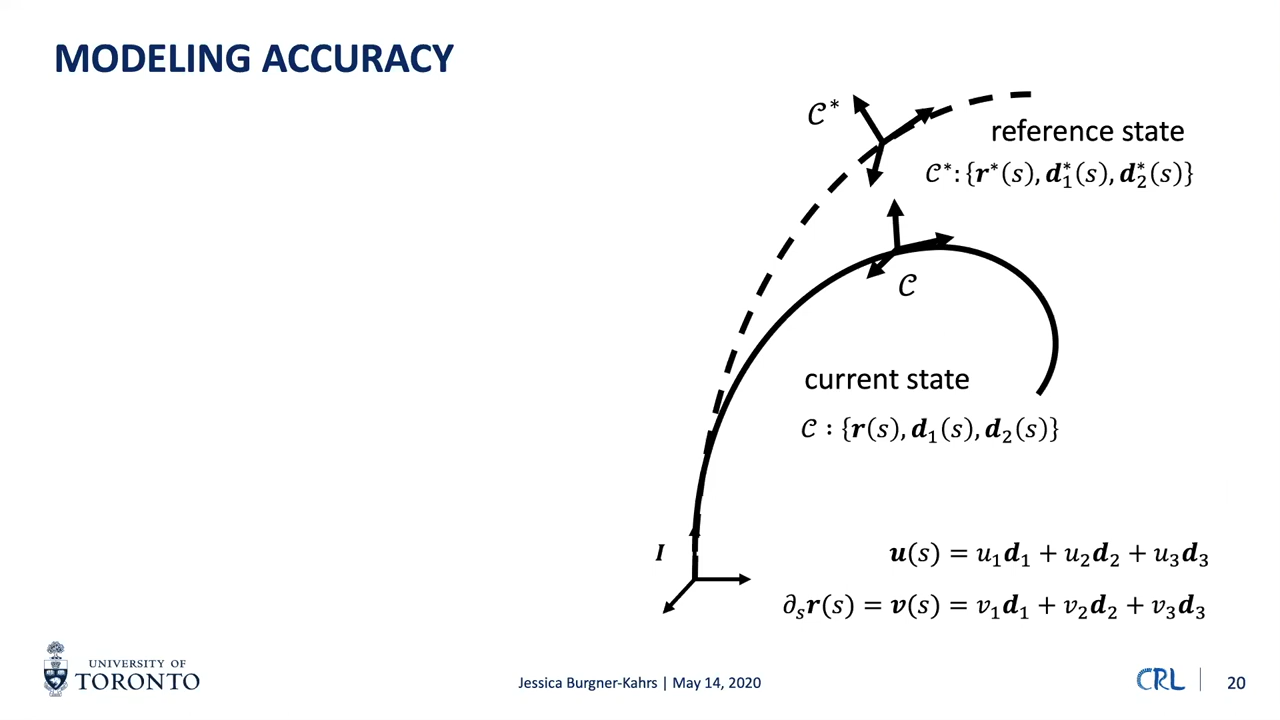 MODELING ACCURACY
𝒞*
reference state
𝒞*: {r*(s), d₁*(s), d₂*(s)}
𝒞
current state
𝒞 : {r(s), d₁(s), d₂(s)}
I
u(s) = u₁d₁ + u₂d₂ + u₃d₃
∂ₛr(s) = v(s) = v₁d₁ + v₂d₂ + v₃d₃
UNIVERSITY OF
TORONTO
Jessica Burgner-Kahrs | May 14, 2020
CRL
20